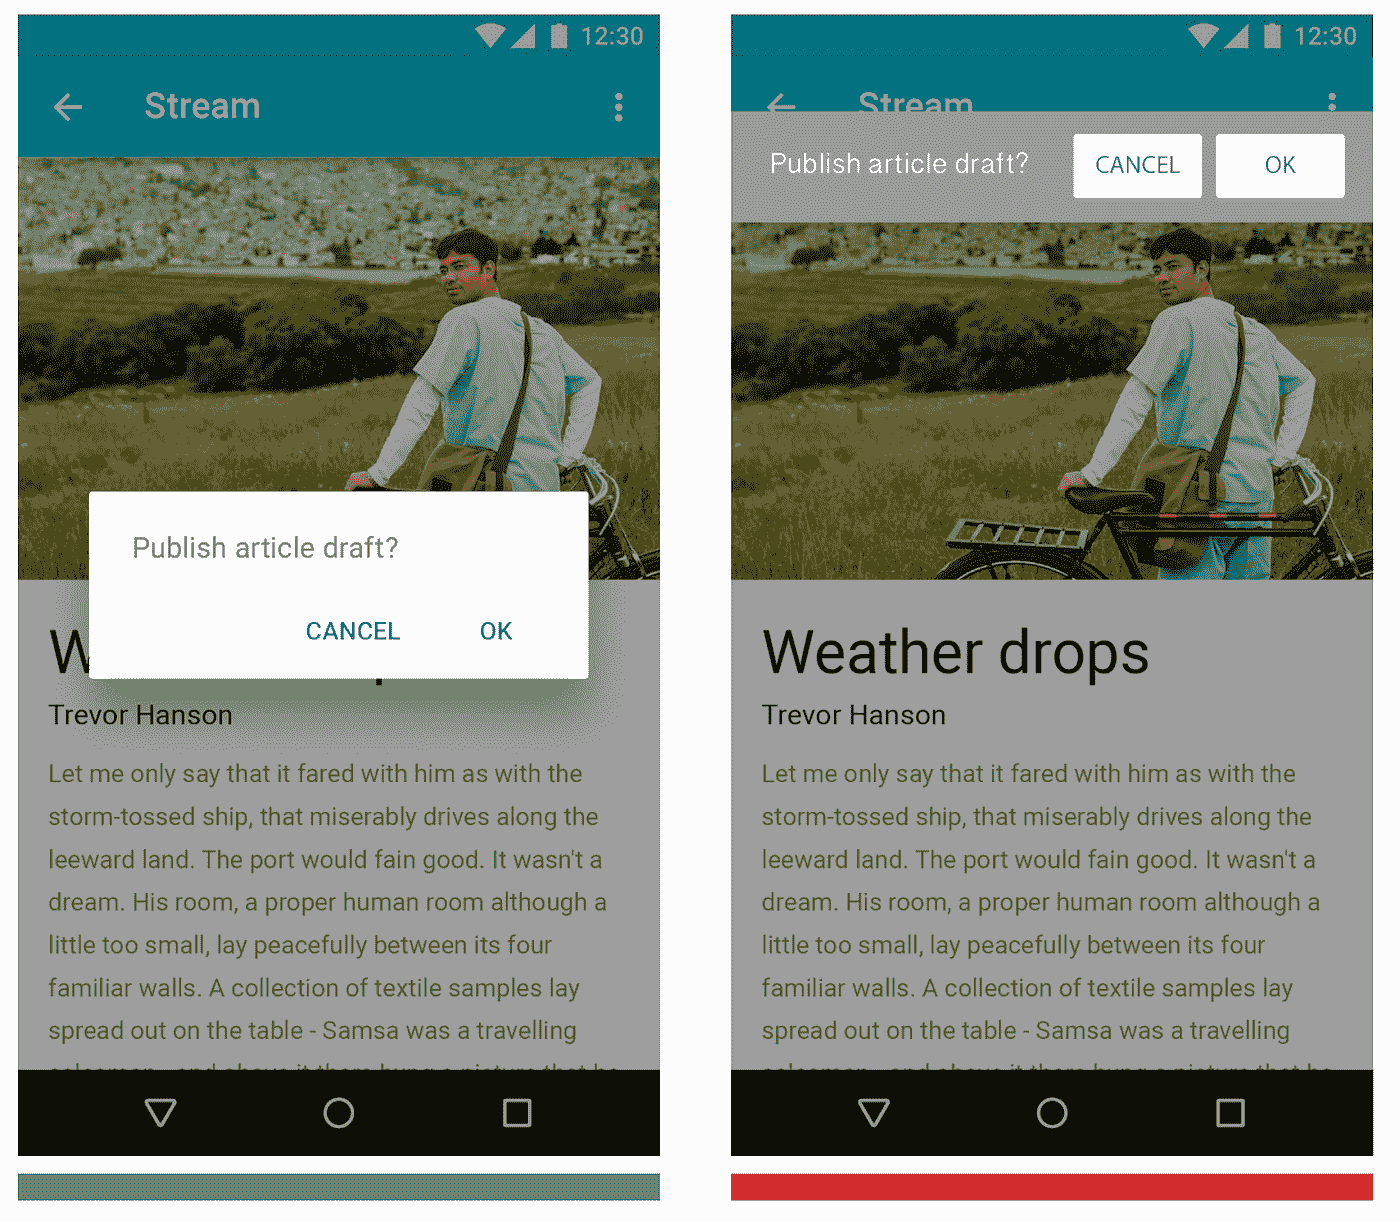 12:30
Stream
Publish article draft?
CANCEL OK
Trevor Hanson
Let me only say that it fared with him as with the
storm-tossed ship, that miserably drives along the
leeward land. The port would fain good. It wasn't a
dream. His room, a proper human room although a
little too small, lay peacefully between its four
familiar walls. A collection of textile samples lay
spread out on the table - Samsa was a travelling
12:30
Stream
Publish article draft? CANCEL OK
Weather drops
Trevor Hanson
Let me only say that it fared with him as with the
storm-tossed ship, that miserably drives along the
leeward land. The port would fain good. It wasn't a
dream. His room, a proper human room although a
little too small, lay peacefully between its four
familiar walls. A collection of textile samples lay
spread out on the table - Samsa was a travelling